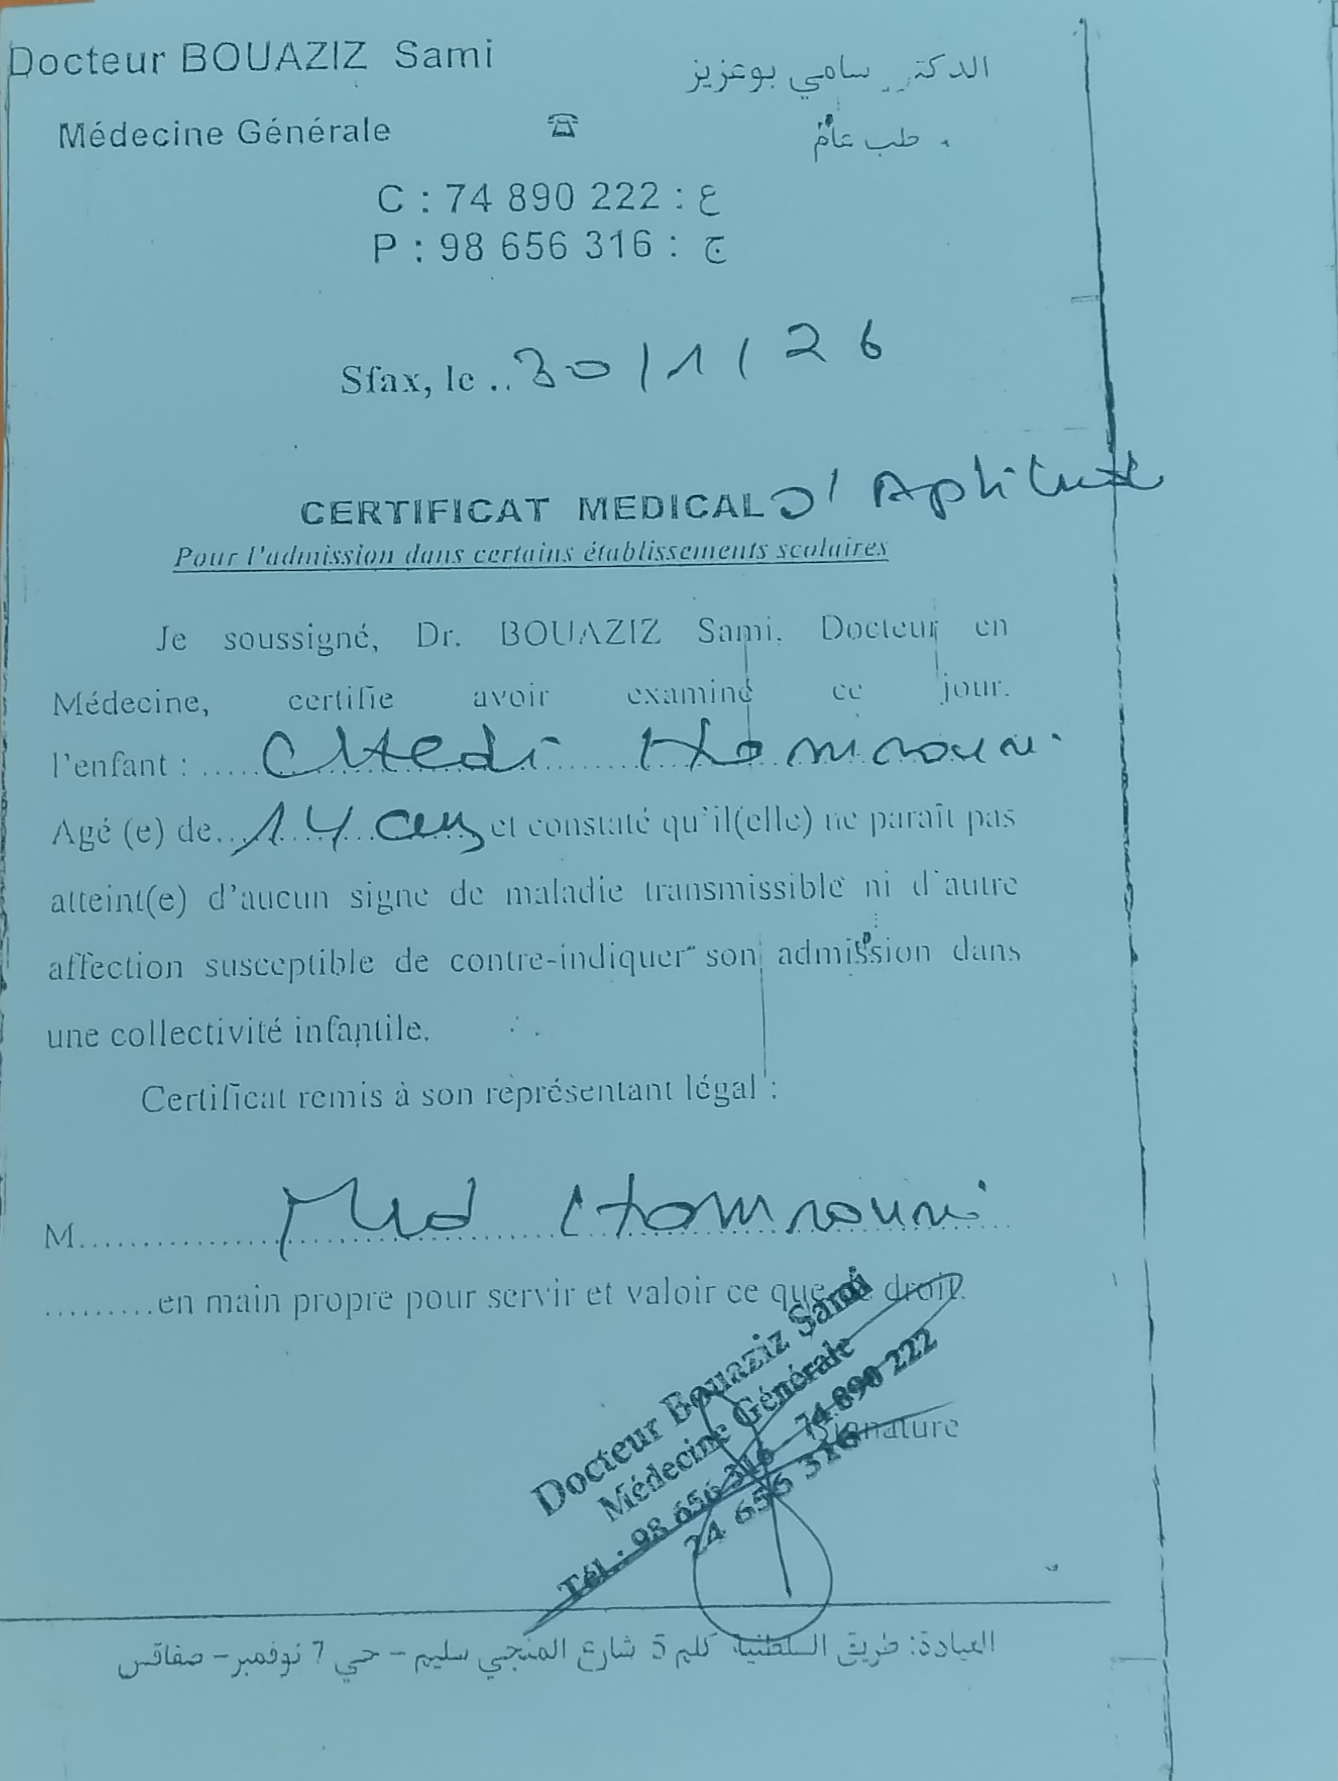 Docteur BOUAZIZ Sami
سامي بوعزيز
Médecine Générale
طب عام
C : 74 890 222 : ع
P : 98 656 316 : ج
Sfax, le .. 30/1/26
CERTIFICAT MEDICAL D'Aptitude
Pour l'admission dans certains établissements scolaires
Je soussigné, Dr. BOUAZIZ Sami, Docteur en
Médecine, certifie avoir examiné ce jour.
l'enfant : Chedi Hamrouni
Agé (e) de 14 ans et constaté qu'il(elle) ne paraît pas
atteint(e) d'aucun signe de maladie transmissible ni d'autre
affection susceptible de contre-indiquer son admission dans
une collectivité infantile.
Certificat remis à son représentant légal :
M. Med Hamrouni
en main propre pour servir et valoir ce que de droit.
Signature
Docteur Bouaziz Sami
Médecine Générale
Tél. : 98 656 316 74 890 222
24 656 316
العيادة: طريق السلطنية كلم 5 شارع المنجي سليم - حي 7 نوفمبر - صفاقس